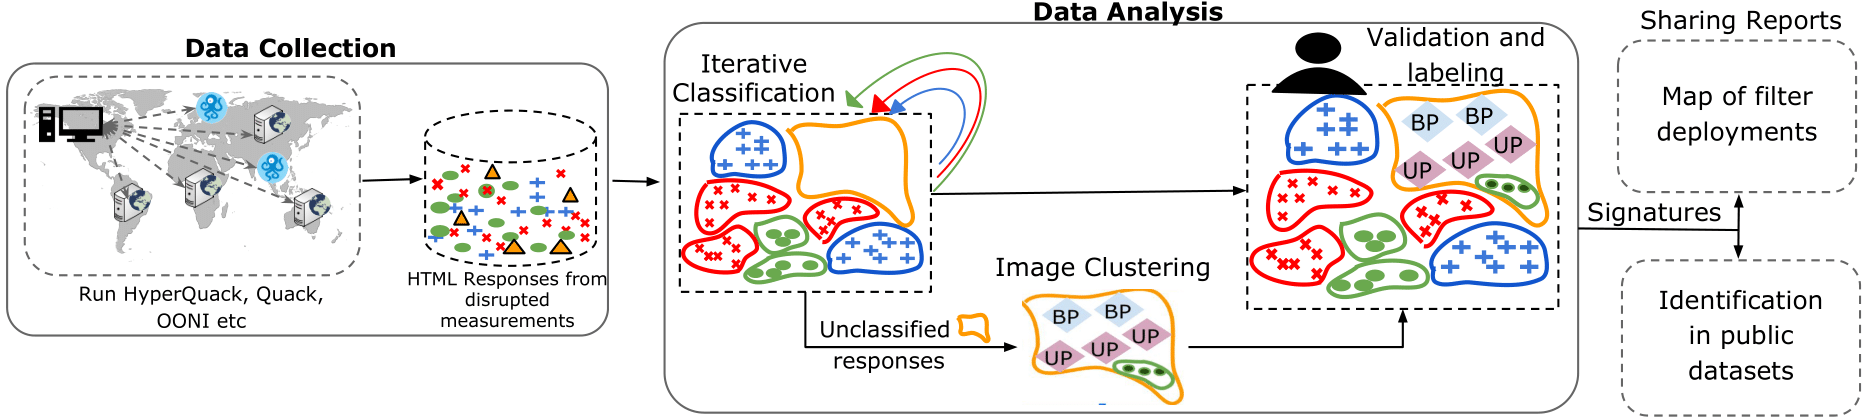 Data Collection
Run HyperQuack, Quack,
OONI etc
HTML Responses from
disrupted
measurements
Data Analysis
Iterative
Classification
Unclassified
responses
Image Clustering
BP BP
UP UP UP
Validation and
labeling
BP BP
UP UP UP
Signatures
Sharing Reports
Map of filter
deployments
Identification
in public
datasets